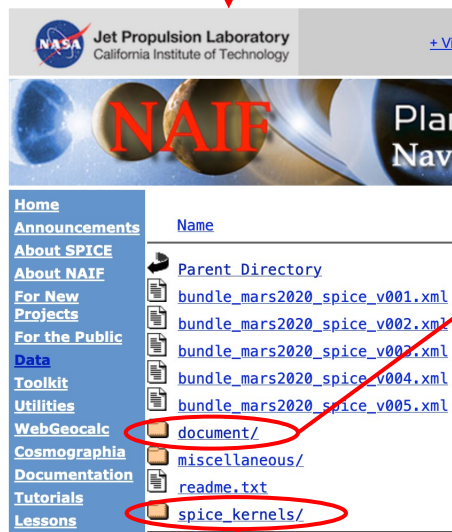 NASA
Jet Propulsion Laboratory
California Institute of Technology
+ Vi
NAIF
Plan
Navi
Home
Announcements
About SPICE
About NAIF
For New
Projects
For the Public
Data
Toolkit
Utilities
WebGeocalc
Cosmographia
Documentation
Tutorials
Lessons
Name
Parent Directory
bundle_mars2020_spice_v001.xml
bundle_mars2020_spice_v002.xml
bundle_mars2020_spice_v003.xml
bundle_mars2020_spice_v004.xml
bundle_mars2020_spice_v005.xml
document/
miscellaneous/
readme.txt
spice_kernels/